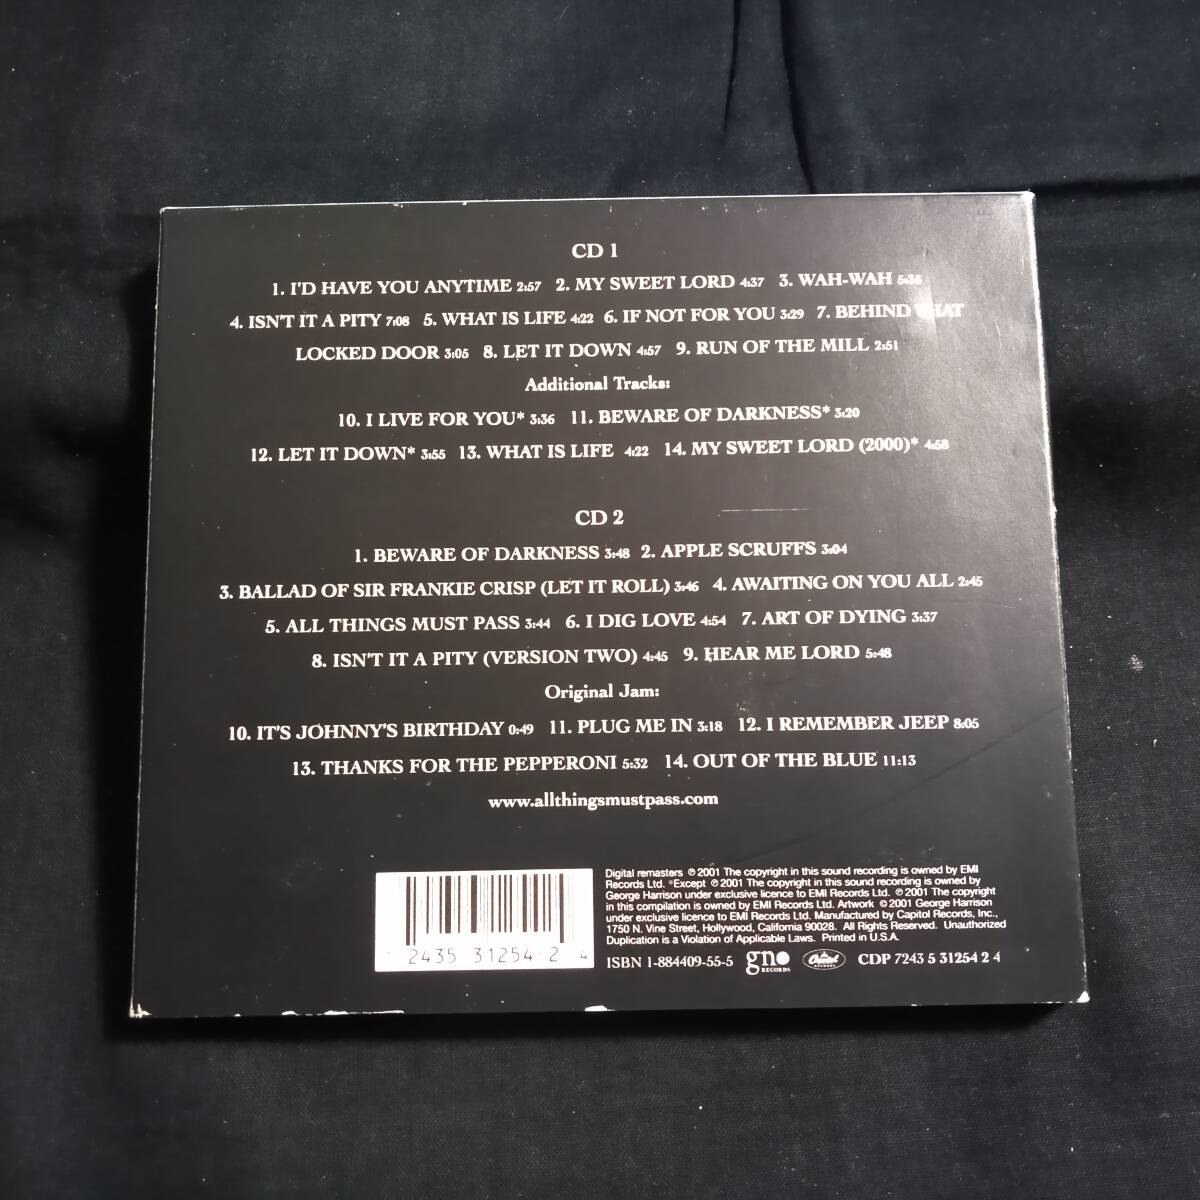 CD 1
1. I'D HAVE YOU ANYTIME 2:57 2. MY SWEET LORD 4:37 3. WAH-WAH 5:35
4. ISN'T IT A PITY 7:08 5. WHAT IS LIFE 4:22 6. IF NOT FOR YOU 3:29 7. BEHIND THAT
LOCKED DOOR 3:05 8. LET IT DOWN 4:57 9. RUN OF THE MILL 2:51
Additional Tracks:
10. I LIVE FOR YOU* 3:36 11. BEWARE OF DARKNESS* 3:20
12. LET IT DOWN* 3:55 13. WHAT IS LIFE 4:22 14. MY SWEET LORD (2000)* 4:58
CD 2
1. BEWARE OF DARKNESS 3:48 2. APPLE SCRUFFS 3:04
3. BALLAD OF SIR FRANKIE CRISP (LET IT ROLL) 3:46 4. AWAITING ON YOU ALL 2:45
5. ALL THINGS MUST PASS 3:44 6. I DIG LOVE 4:54 7. ART OF DYING 3:37
8. ISN'T IT A PITY (VERSION TWO) 4:45 9. HEAR ME LORD 5:48
Original Jam:
10. IT'S JOHNNY'S BIRTHDAY 0:49 11. PLUG ME IN 3:18 12. I REMEMBER JEEP 8:05
13. THANKS FOR THE PEPPERONI 5:32 14. OUT OF THE BLUE 11:13
www.allthingsmustpass.com
Digital remasters ℗ 2001 The copyright in this sound recording is owned by EMI
Records Ltd. *Except ℗ 2001 The copyright in this sound recording is owned by
George Harrison under exclusive licence to EMI Records Ltd. ℗ 2001 The copyright
in this compilation is owned by EMI Records Ltd. Artwork © 2001 George Harrison
under exclusive licence to EMI Records Ltd. Manufactured by Capitol Records, Inc.,
1750 N. Vine Street, Hollywood, California 90028. All Rights Reserved. Unauthorized
Duplication is a Violation of Applicable Laws. Printed in U.S.A.
7 2435 31254 2 4
ISBN 1-884409-55-5 gno RECORDS Capitol RECORDS CDP 7243 5 31254 2 4